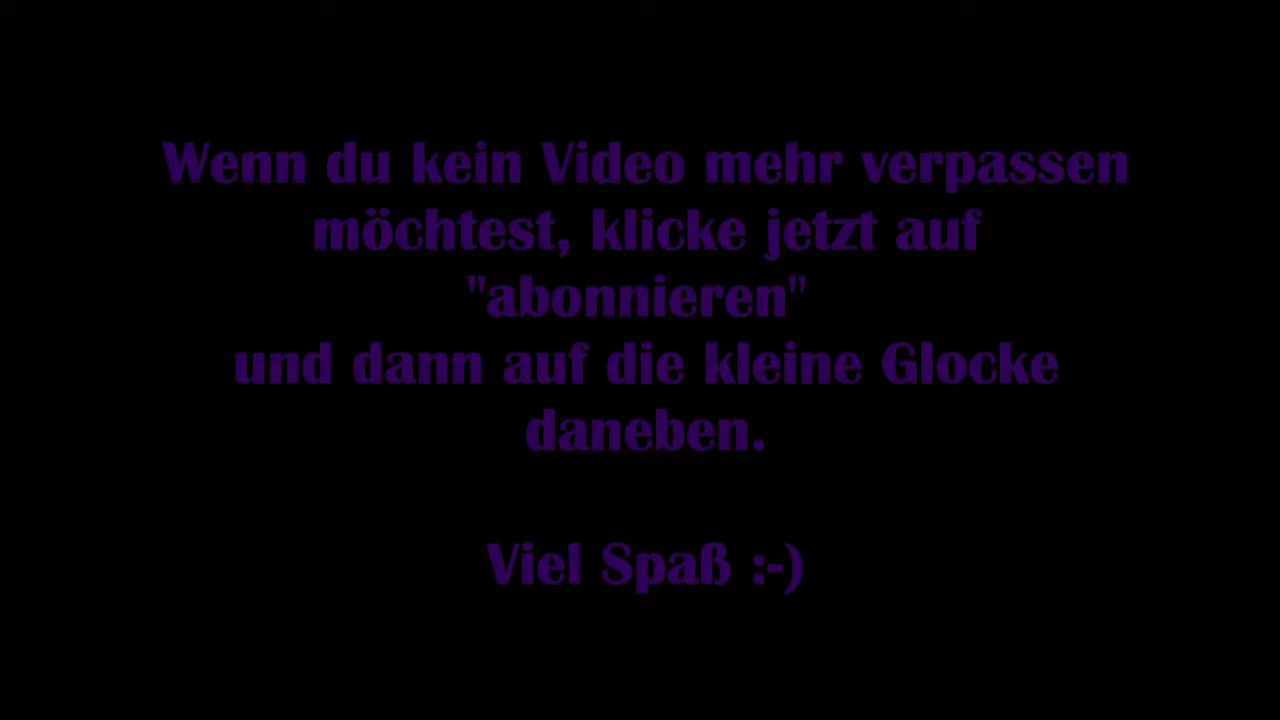 Wenn du kein Video mehr verpassen
möchtest, klicke jetzt auf
"abonnieren"
und dann auf die kleine Glocke
daneben.
Viel Spaß :-)